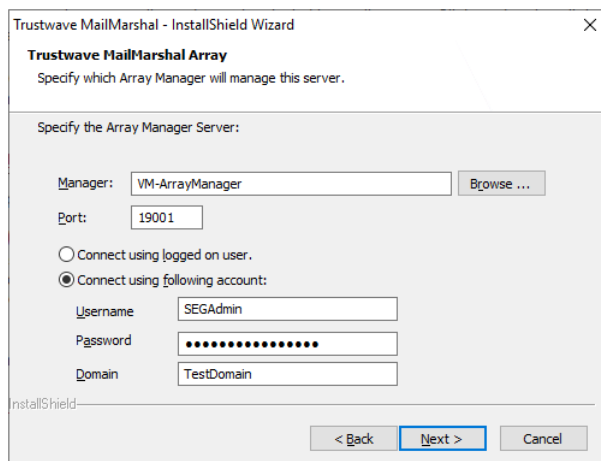 Trustwave MailMarshal - InstallShield Wizard
Trustwave MailMarshal Array
Specify which Array Manager will manage this server.
Specify the Array Manager Server:
Manager: VM-ArrayManager Browse ...
Port: 19001
Connect using logged on user.
Connect using following account:
Username SEGAdmin
Password ●●●●●●●●●●●●●●●●
Domain TestDomain
InstallShield
< Back Next > Cancel